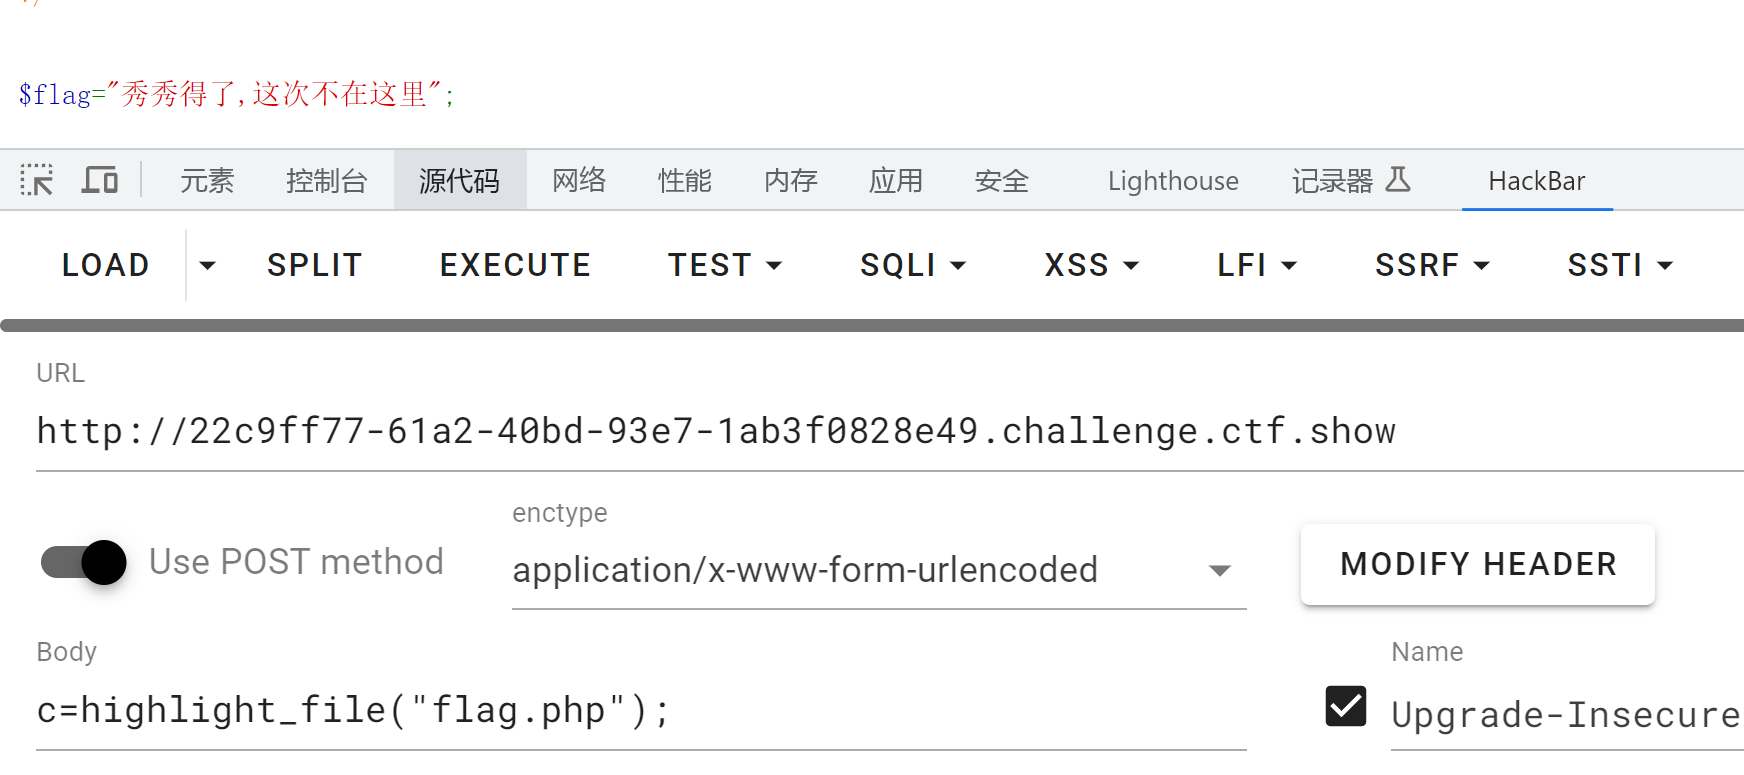 $flag="秀秀得了,这次不在这里";
元素 控制台 源代码 网络 性能 内存 应用 安全 Lighthouse 记录器 HackBar
LOAD SPLIT EXECUTE TEST SQLI XSS LFI SSRF SSTI
URL
http://22c9ff77-61a2-40bd-93e7-1ab3f0828e49.challenge.ctf.show
enctype
Use POST method application/x-www-form-urlencoded MODIFY HEADER
Body Name
c=highlight_file("flag.php"); Upgrade-Insecure